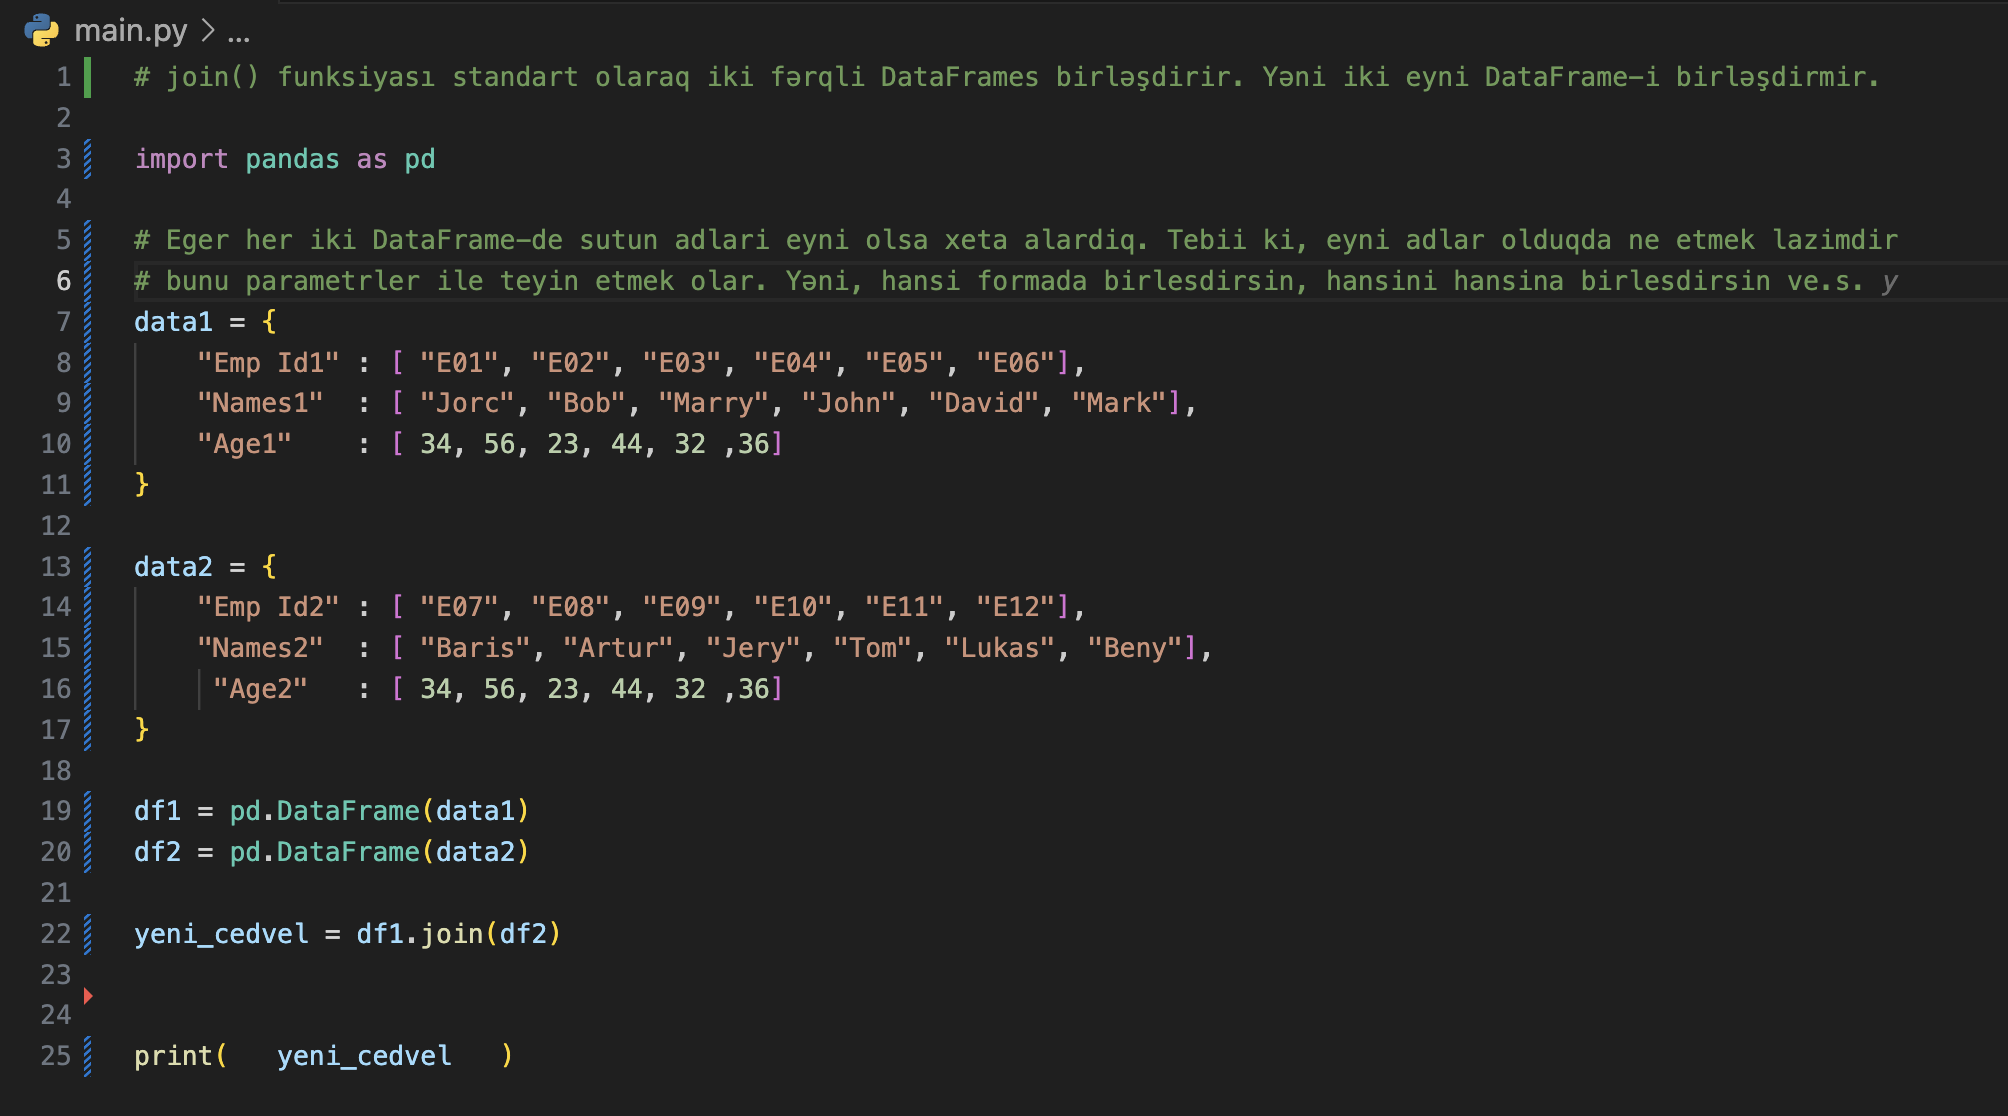 main.py > ...
1 # join() funksiyası standart olaraq iki fərqli DataFrames birləşdirir. Yəni iki eyni DataFrame-i birləşdirmir.
2
3 import pandas as pd
4
5 # Eger her iki DataFrame-de sutun adlari eyni olsa xeta alardiq. Tebii ki, eyni adlar olduqda ne etmek lazimdir
6 # bunu parametrler ile teyin etmek olar. Yəni, hansi formada birlesdirsin, hansini hansina birlesdirsin ve.s. y
7 data1 = {
8     "Emp Id1" : [ "E01", "E02", "E03", "E04", "E05", "E06"],
9     "Names1"  : [ "Jorc", "Bob", "Marry", "John", "David", "Mark"],
10     "Age1"    : [ 34, 56, 23, 44, 32 ,36]
11 }
12
13 data2 = {
14     "Emp Id2" : [ "E07", "E08", "E09", "E10", "E11", "E12"],
15     "Names2"  : [ "Baris", "Artur", "Jery", "Tom", "Lukas", "Beny"],
16      "Age2"   : [ 34, 56, 23, 44, 32 ,36]
17 }
18
19 df1 = pd.DataFrame(data1)
20 df2 = pd.DataFrame(data2)
21
22 yeni_cedvel = df1.join(df2)
23
24
25 print(   yeni_cedvel   )